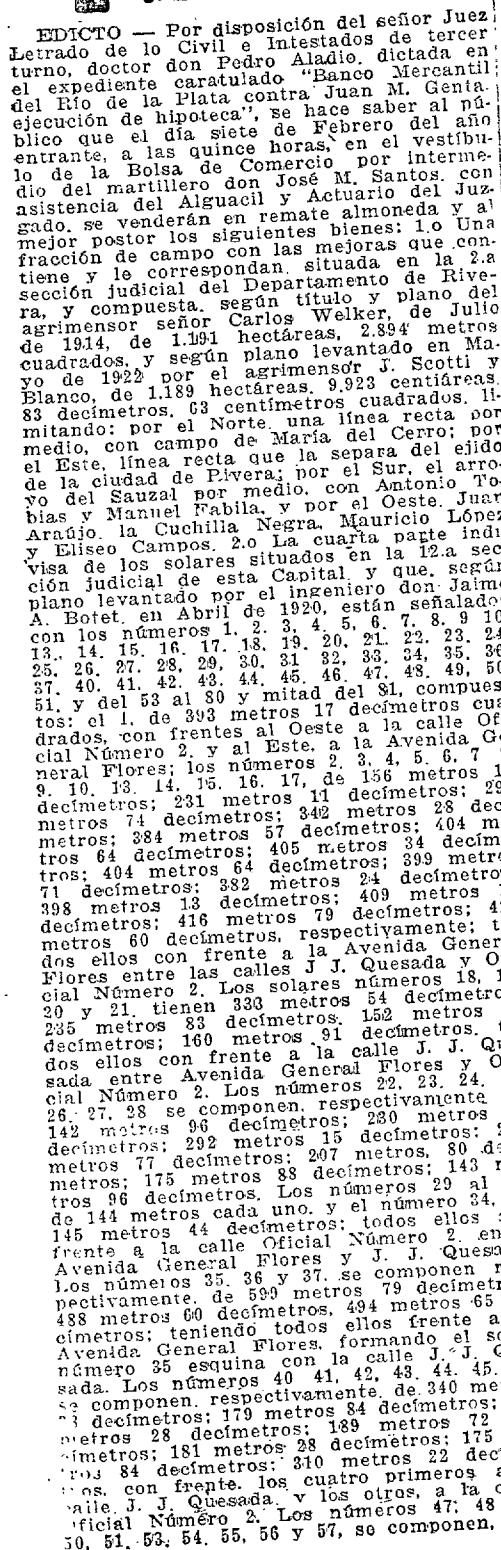 EDICTO — Por disposición del señor Juez
Letrado de lo Civil e Intestados de tercer
turno, doctor don Pedro Aladio, dictada en
el expediente caratulado "Banco Mercantil
del Río de la Plata contra Juan M. Genta.
ejecución de hipoteca", se hace saber al pú-
blico que el día siete de Febrero del año
entrante, a las quince horas, en el vestíbu-
lo de la Bolsa de Comercio por interme-
dio del martillero don José M. Santos, con
asistencia del Alguacil y Actuario del Juz-
gado, se venderán en remate almoneda y al
mejor postor los siguientes bienes: 1.o Una
fracción de campo con las mejoras que con-
tiene y le correspondan, situada en la 2.a
sección judicial del Departamento de Rive-
ra, y compuesta, según título y plano del
agrimensor señor Carlos Welker, de Julio
de 1914, de 1.191 hectáreas, 2.894 metros
cuadrados, y según plano levantado en Ma-
yo de 1922 por el agrimensor J. Scotti y
Blanco, de 1.189 hectáreas, 9.923 centiáreas,
83 decímetros, 63 centímetros cuadrados, li-
mitando: por el Norte, una línea recta por
medio, con campo de María del Cerro; por
el Este, línea recta que la separa del ejido
de la ciudad de Rivera; por el Sur, el arro-
yo del Sauzal por medio, con Antonio To-
bias y Manuel Fabila, y por el Oeste, Juan
Araújo, la Cuchilla Negra, Mauricio López
y Eliseo Campos. 2.o La cuarta parte indi
visa de los solares situados en la 12.a sec
ción judicial de esta Capital y que, según
plano levantado por el ingeniero don Jaime
A. Botet, en Abril de 1920, están señalado
con los números 1, 2, 3, 4, 5, 6, 7, 8, 9 10
13, 14, 15, 16, 17, 18, 19, 20, 21, 22, 23, 24
25, 26, 27, 28, 29, 30, 31 32, 33, 34, 35, 36
37, 40, 41, 42, 43, 44, 45, 46, 47, 48, 49, 50
51, y del 53 al 80 y mitad del 81, compues
tos: el 1, de 393 metros 17 decímetros cua
drados, con frentes al Oeste a la calle Of
cial Número 2, y al Este, a la Avenida G
neral Flores; los números 2, 3, 4, 5, 6, 7
9, 10, 13, 14, 15, 16, 17, de 156 metros 1
decímetros; 231 metros 11 decímetros; 29
metros 74 decímetros; 342 metros 28 dec
metros; 384 metros 57 decímetros; 404 m
tros 64 decímetros; 405 metros 34 decím
tros; 404 metros 64 decímetros; 399 metr
71 decímetros; 382 metros 24 decímetro
398 metros 13 decímetros; 409 metros
decímetros; 416 metros 79 decímetros; 4
metros 60 decímetros, respectivamente; t
dos ellos con frente a la Avenida Gener
Flores entre las calles J J. Quesada y O
cial Número 2. Los solares números 18, 1
20 y 21, tienen 333 metros 54 decímetro
235 metros 83 decímetros, 152 metros
decímetros; 160 metros 91 decímetros,
dos ellos con frente a la calle J. J. Qu
sada entre Avenida General Flores y O
cial Número 2. Los números 22, 23, 24,
26, 27, 28 se componen, respectivamente
142 metros 96 decímetros; 230 metros
decímetros; 292 metros 15 decímetros; 2
metros 77 decímetros; 207 metros, 80 de
metros; 175 metros 88 decímetros; 143 m
tros 96 decímetros. Los números 29 al
de 144 metros cada uno, y el número 34,
145 metros 44 decímetros; todos ellos
frente a la calle Oficial Número 2, en
Avenida General Flores y J. J. Quesa
Los números 35, 36 y 37, se componen r
pectivamente, de 599 metros 79 decímetr
488 metros 60 decímetros, 494 metros 65
címetros; teniendo todos ellos frente a
Avenida General Flores, formando el so
número 35 esquina con la calle J. J. Q
sada. Los números 40 41, 42, 43, 44, 45,
se componen, respectivamente, de 340 me
3 decímetros; 179 metros 84 decímetros;
metros 28 decímetros; 189 metros 72
címetros; 181 metros 28 decímetros; 175
tros 84 decímetros; 310 metros 22 dec
tros, con frente, los cuatro primeros a
calle J. J. Quesada, y los otros, a la c
Oficial Número 2. Los números 47, 48
50, 51, 53, 54, 55, 56 y 57, se componen,